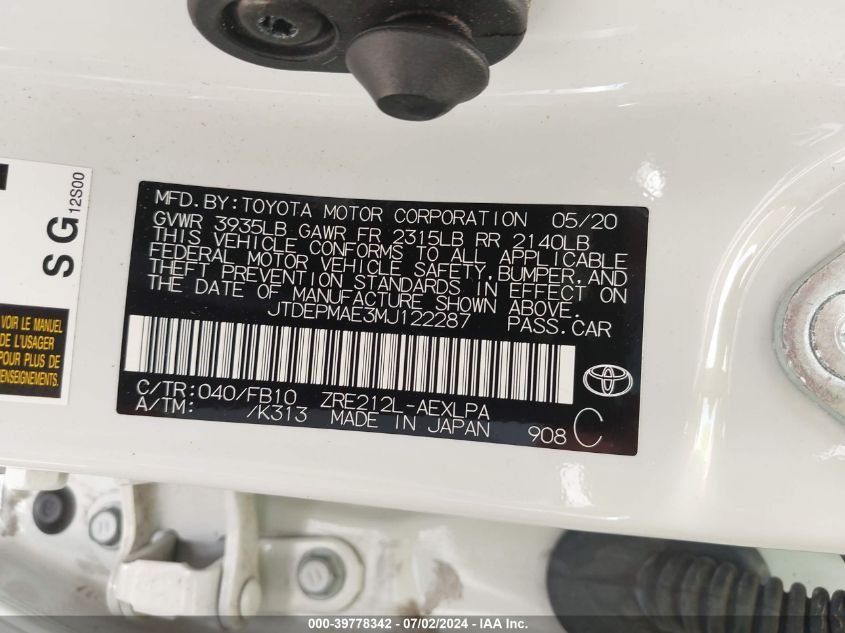 MFD. BY: TOYOTA MOTOR CORPORATION 05/20
GVWR 3935LB GAWR FR 2315LB RR 2140LB
THIS VEHICLE CONFORMS TO ALL APPLICABLE
FEDERAL MOTOR VEHICLE SAFETY, BUMPER, AND
THEFT PREVENTION STANDARDS IN EFFECT ON
THE DATE OF MANUFACTURE SHOWN ABOVE.
JTDEPMAE3MJ122287 PASS. CAR
C/TR: 040/FB10 ZRE212L-AEXLPA
A/TM: /K313 MADE IN JAPAN 908 C
SG
12S00
VOIR LE MANUEL
DE L'USAGER
POUR PLUS DE
RENSEIGNEMENTS.
000-39778342 - 07/02/2024 - IAA Inc.